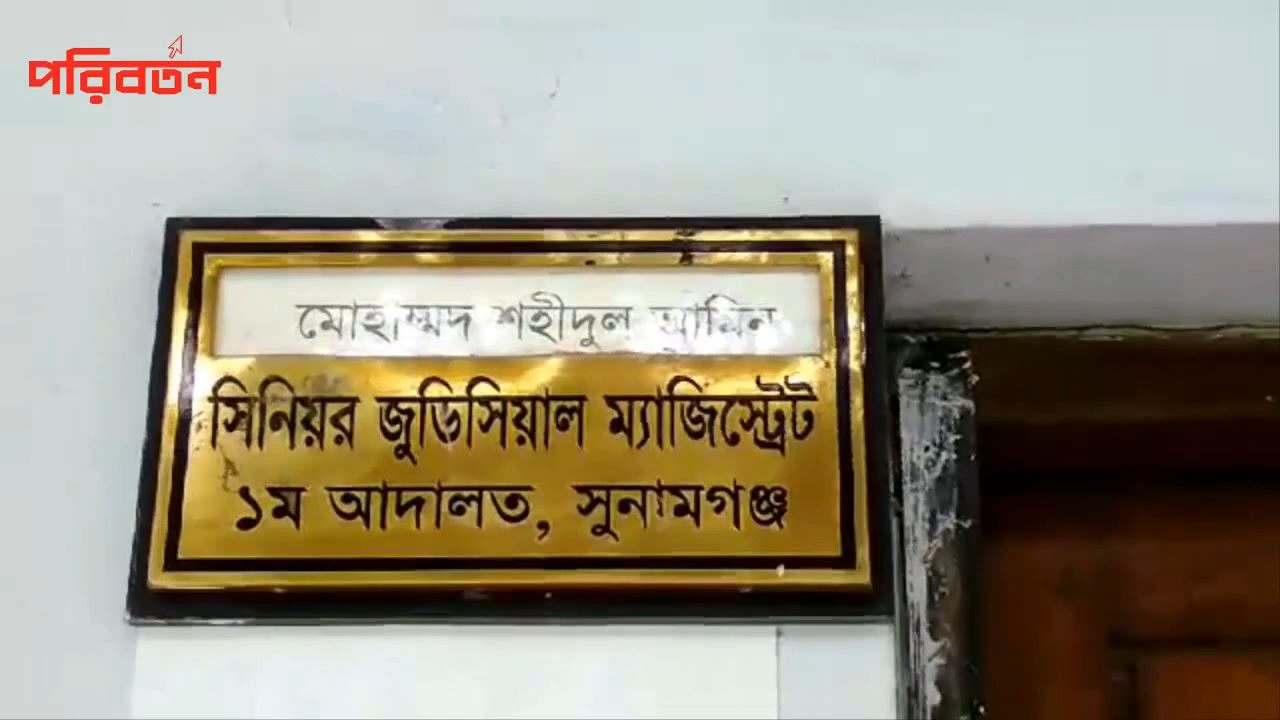 পরিবর্তন
মোহাম্মদ শহীদুল আমিন
সিনিয়র জুডিসিয়াল ম্যাজিস্ট্রেট
১ম আদালত, সুনামগঞ্জ